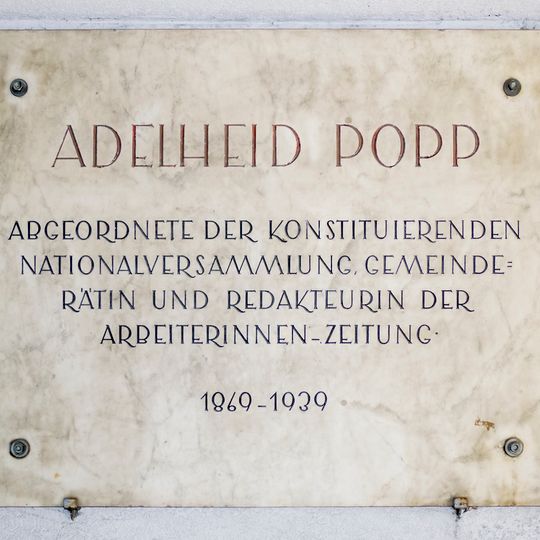 ADELHEID POPP
ABGEORDNETE DER KONSTITUIERENDEN
NATIONALVERSAMMLUNG, GEMEINDE=
RÄTIN UND REDAKTEURIN DER
ARBEITERINNEN-ZEITUNG.
1869-1939